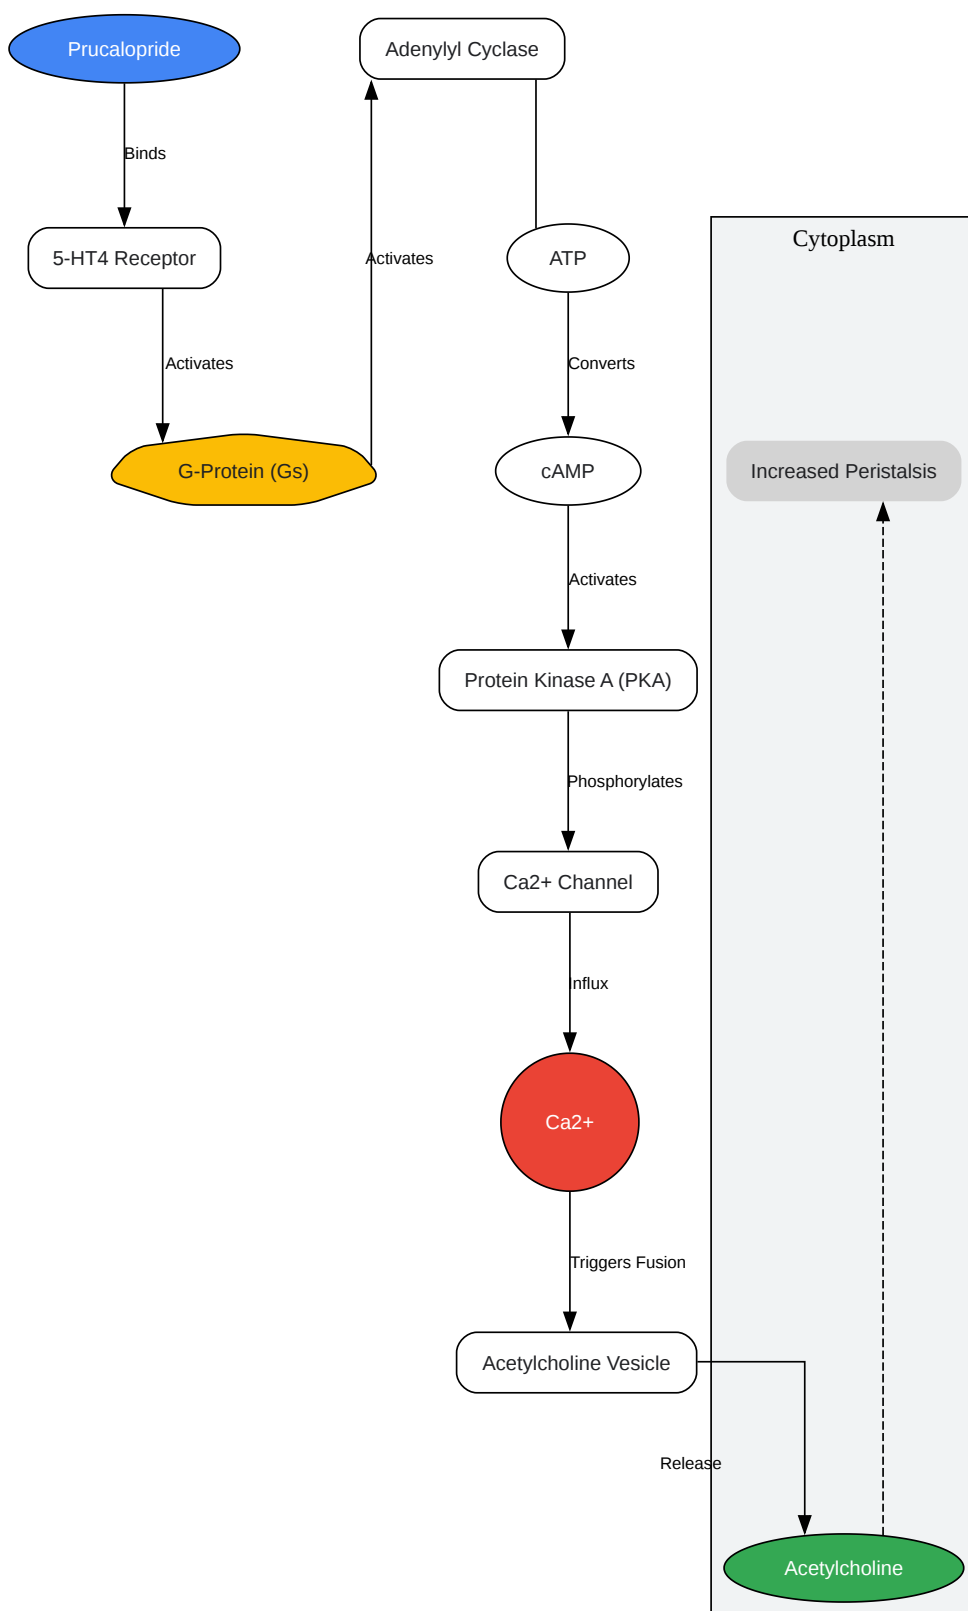 Prucalopride
Adenylyl Cyclase
Binds
Cytoplasm
5-HT4 Receptor
Activates
ATP
Activates
Converts
G-Protein (Gs)
cAMP
Increased Peristalsis
Activates
Protein Kinase A (PKA)
Phosphorylates
Ca2+ Channel
Influx
Ca2+
Triggers Fusion
Acetylcholine Vesicle
Release
Acetylcholine